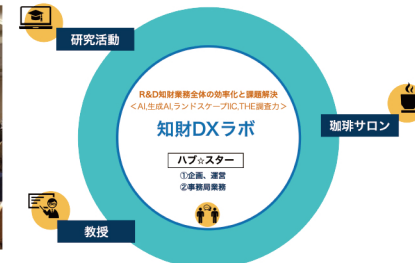 研究活動
R&D知財業務全体の効率化と課題解決
＜AI,生成AI,ランドスケープIIC,THE調査力＞
知財DXラボ
珈琲サロン
ハブ☆スター
①企画、運営
②事務局業務
教授